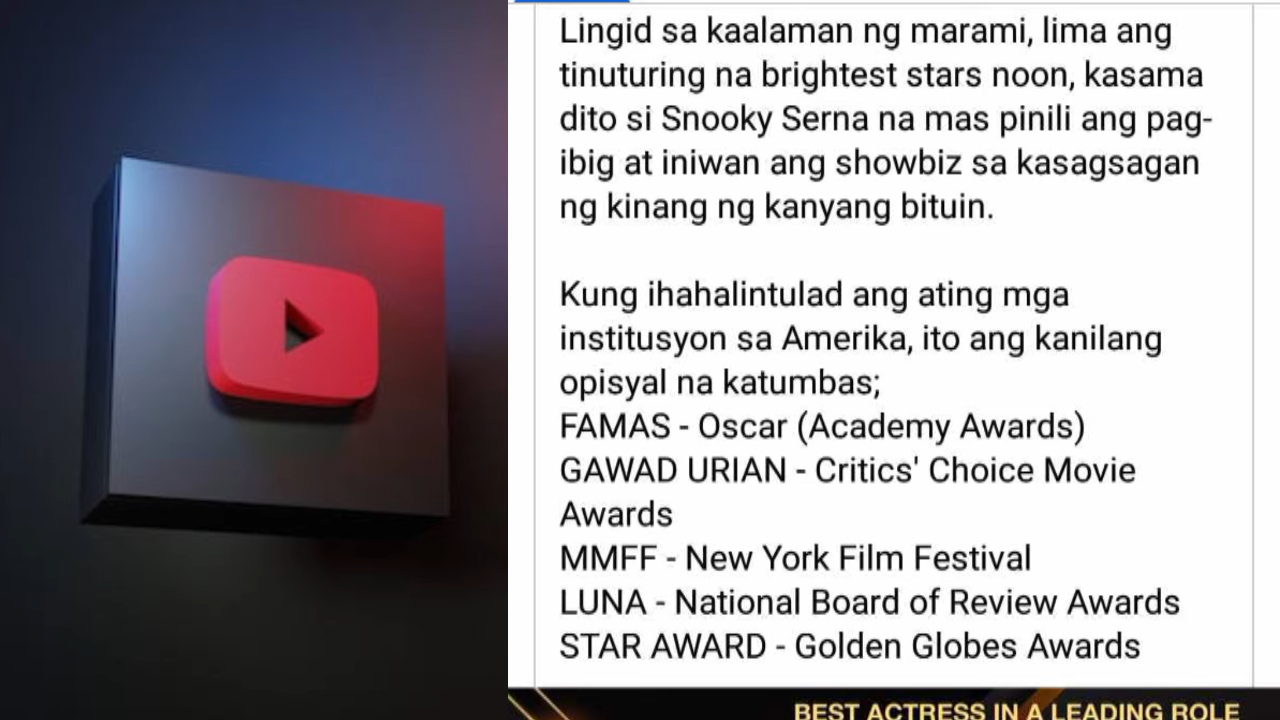 Lingid sa kaalaman ng marami, lima ang
tinuturing na brightest stars noon, kasama
dito si Snooky Serna na mas pinili ang pag-
ibig at iniwan ang showbiz sa kasagsagan
ng kinang ng kanyang bituin.
Kung ihahalintulad ang ating mga
institusyon sa Amerika, ito ang kanilang
opisyal na katumbas;
FAMAS - Oscar (Academy Awards)
GAWAD URIAN - Critics' Choice Movie
Awards
MMFF - New York Film Festival
LUNA - National Board of Review Awards
STAR AWARD - Golden Globes Awards
BEST ACTRESS IN A LEADING ROLE